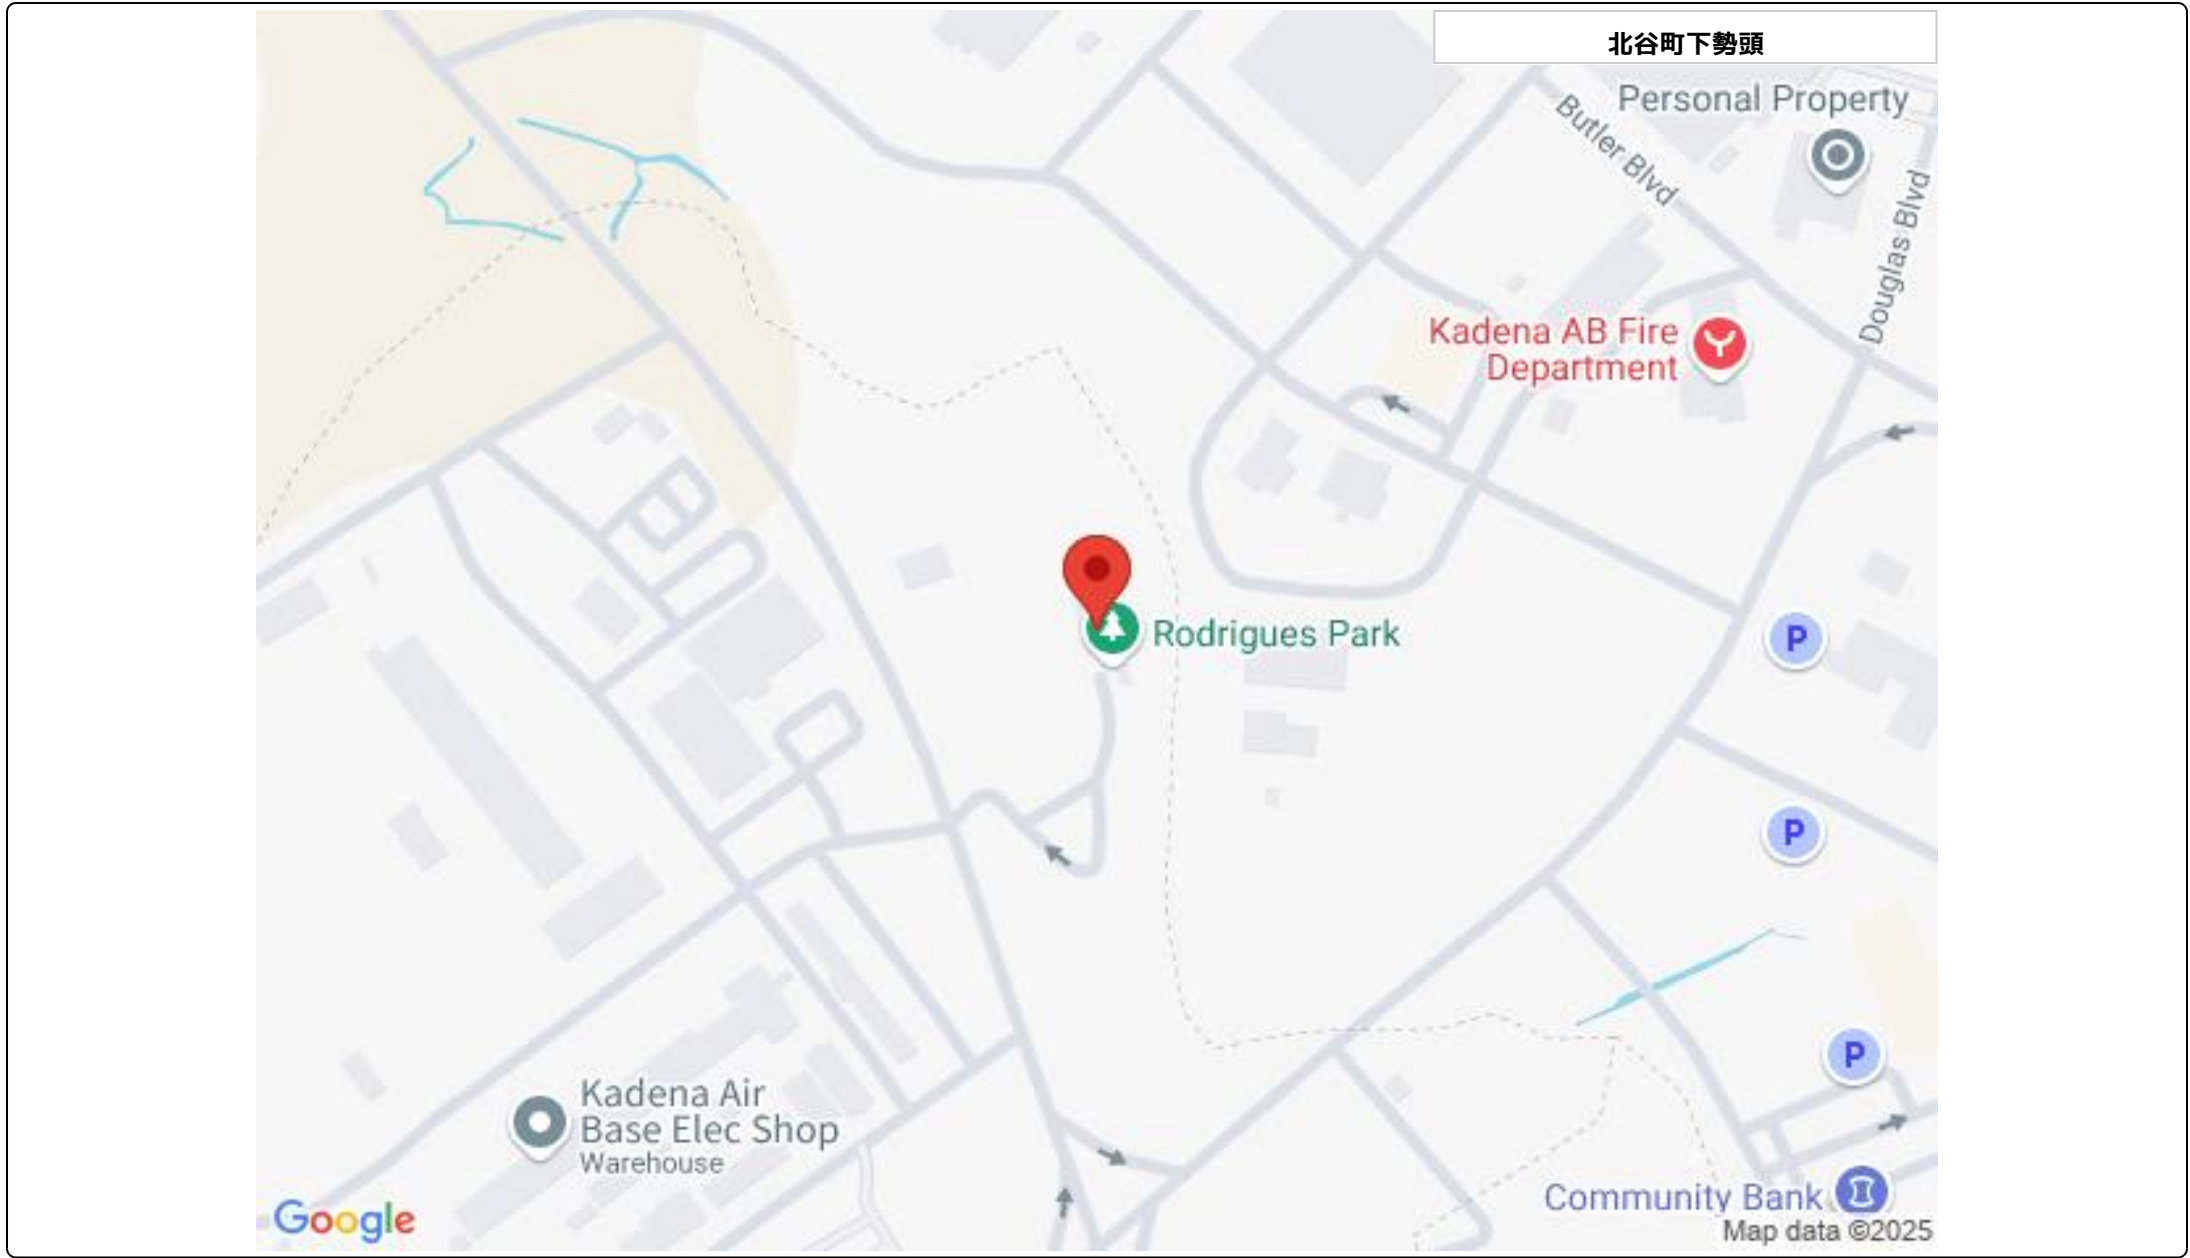 北谷町下勢頭
Personal Property
Butler Blvd
Douglas Blvd
Kadena AB Fire
Department
Rodrigues Park
P
P
P
Kadena Air
Base Elec Shop
Warehouse
Community Bank
Google
Map data ©2025